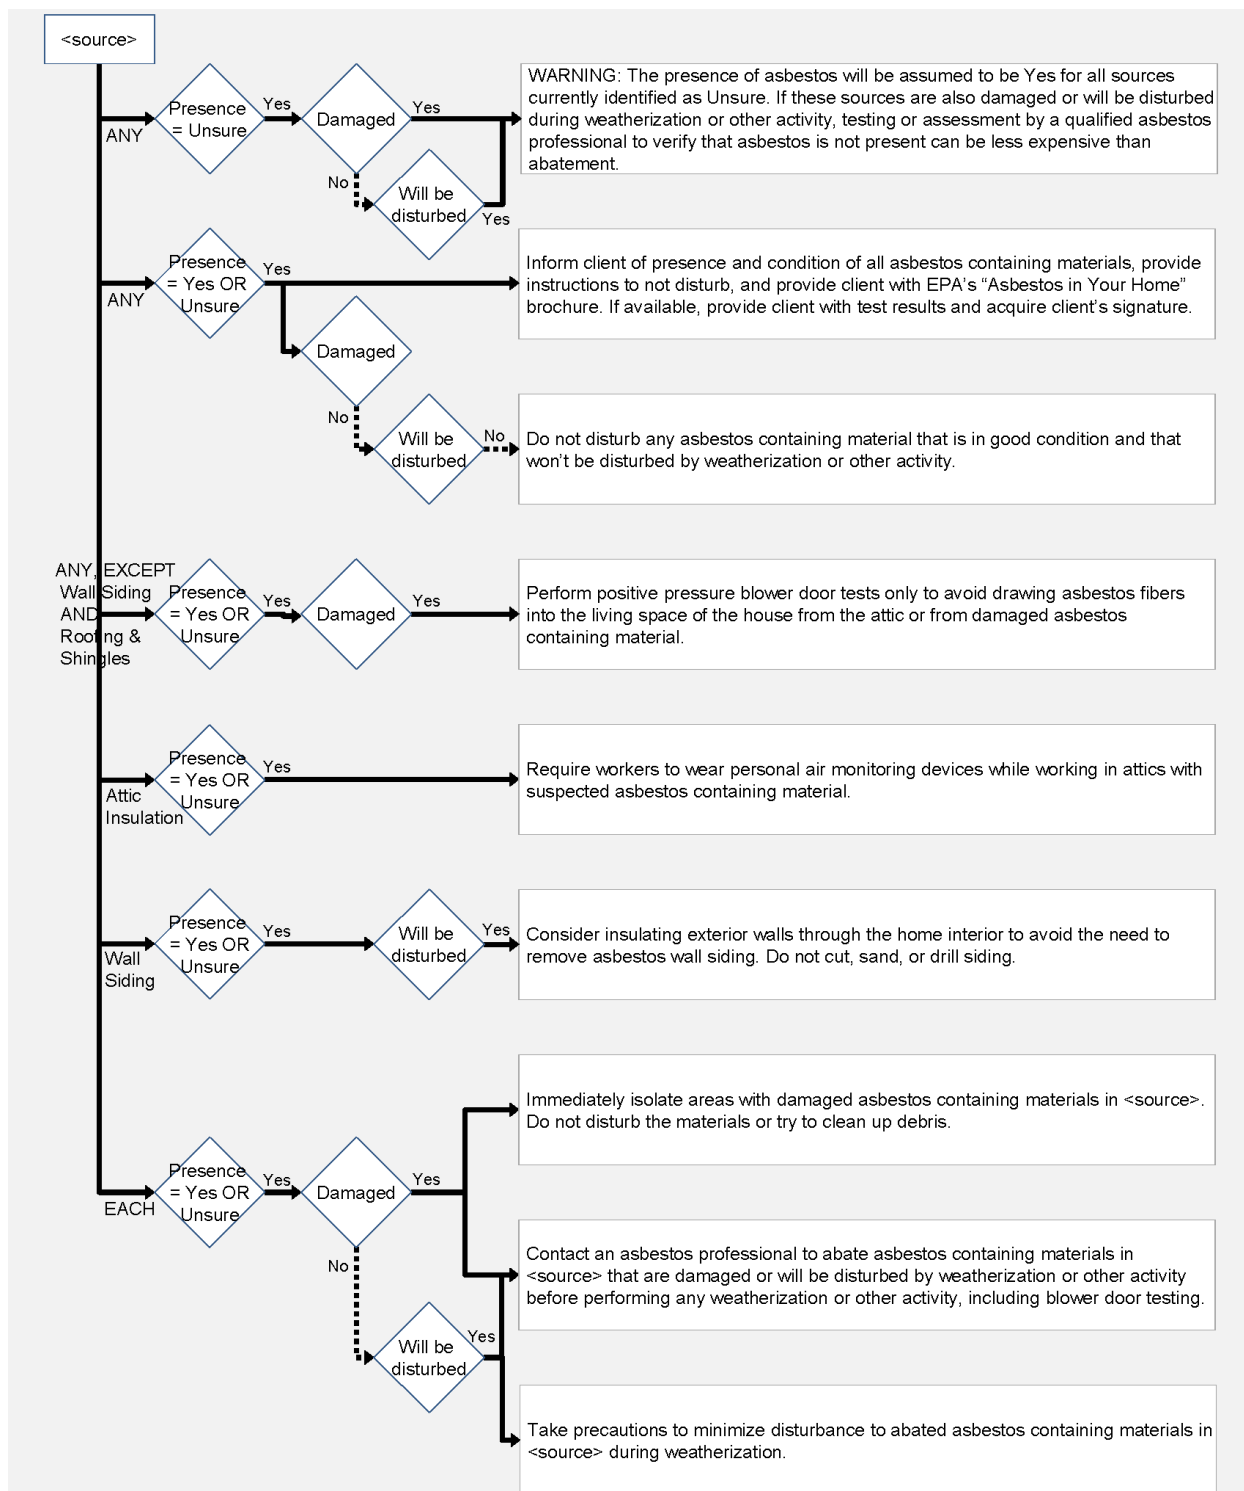 <source>
Presence
= Unsure
Yes
Damaged
Yes
ANY
No
Will be
disturbed
Yes
WARNING: The presence of asbestos will be assumed to be Yes for all sources
currently identified as Unsure. If these sources are also damaged or will be disturbed
during weatherization or other activity, testing or assessment by a qualified asbestos
professional to verify that asbestos is not present can be less expensive than
abatement.
Presence
= Yes OR
Unsure
Yes
ANY
Inform client of presence and condition of all asbestos containing materials, provide
instructions to not disturb, and provide client with EPA's “Asbestos in Your Home”
brochure. If available, provide client with test results and acquire client's signature.
Damaged
No
Will be
disturbed
No
Do not disturb any asbestos containing material that is in good condition and that
won't be disturbed by weatherization or other activity.
ANY, EXCEPT
Wall Siding
AND
Roofing &
Shingles
Presence
= Yes OR
Unsure
Yes
Damaged
Yes
Perform positive pressure blower door tests only to avoid drawing asbestos fibers
into the living space of the house from the attic or from damaged asbestos
containing material.
Presence
= Yes OR
Unsure
Yes
Attic
Insulation
Require workers to wear personal air monitoring devices while working in attics with
suspected asbestos containing material.
Presence
= Yes OR
Unsure
Yes
Wall
Siding
Will be
disturbed
Yes
Consider insulating exterior walls through the home interior to avoid the need to
remove asbestos wall siding. Do not cut, sand, or drill siding.
Immediately isolate areas with damaged asbestos containing materials in <source>.
Do not disturb the materials or try to clean up debris.
Presence
= Yes OR
Unsure
Yes
EACH
Damaged
Yes
No
Will be
disturbed
Yes
Contact an asbestos professional to abate asbestos containing materials in
<source> that are damaged or will be disturbed by weatherization or other activity
before performing any weatherization or other activity, including blower door testing.
Take precautions to minimize disturbance to abated asbestos containing materials in
<source> during weatherization.